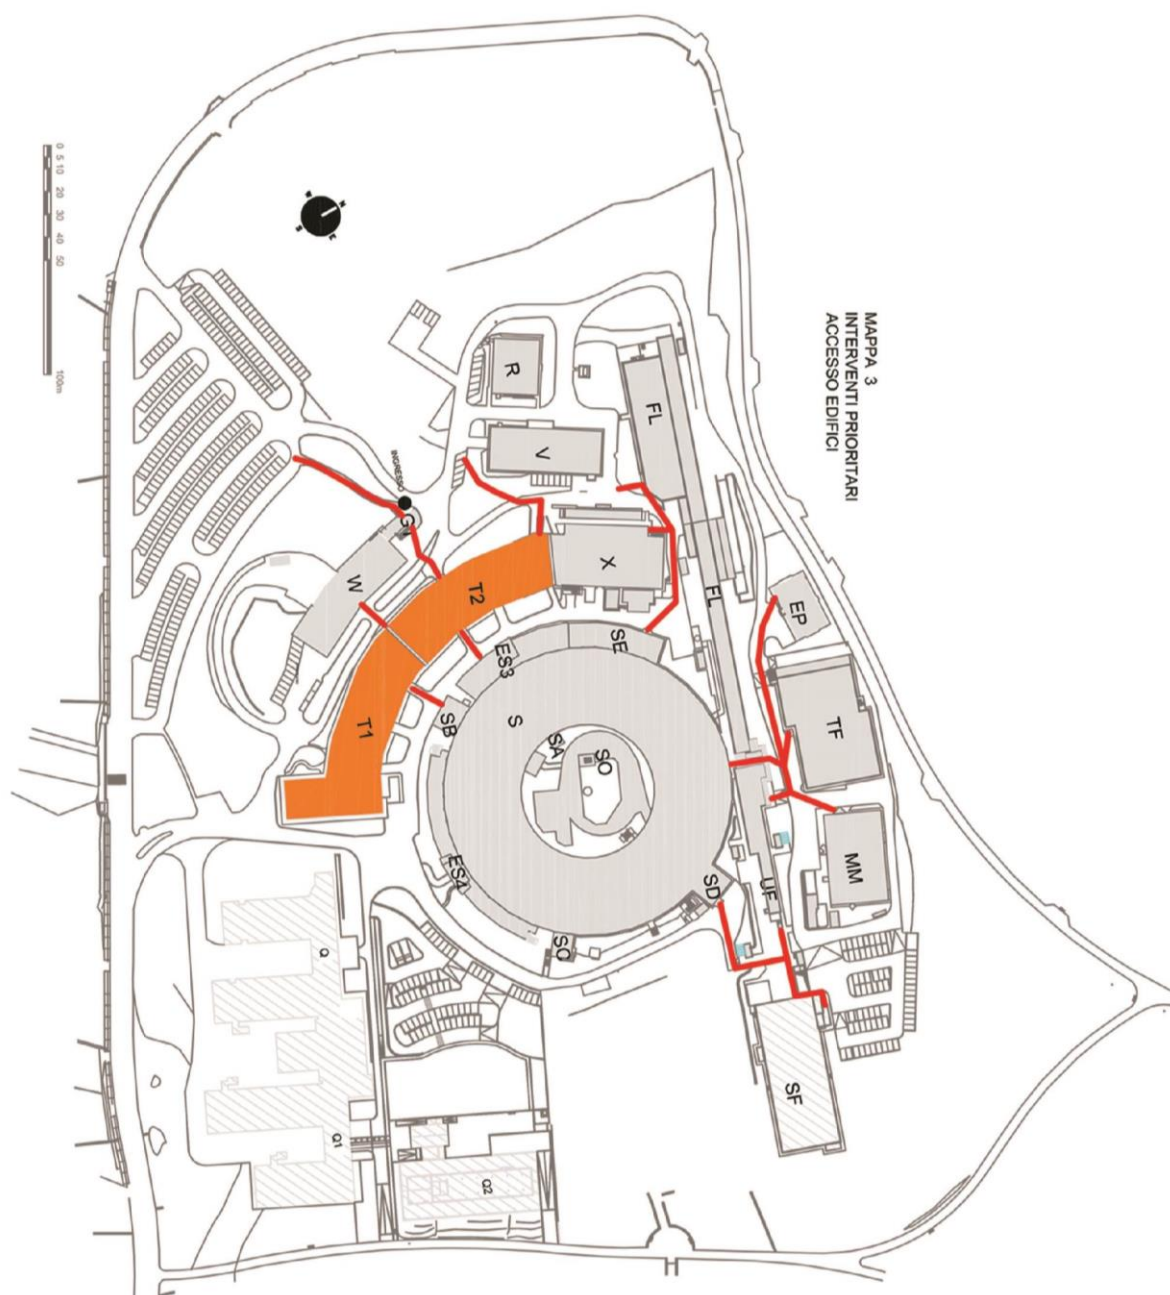 MAPPA 3
INTERVENTI PRIORITARI
ACCESSO EDIFICI
0 5 10 20 30 40 50 100m
N
E
S
R
FL
V
INGRESSO
G
W
T2
X
FL
EP
SE
ES3
TF
T1
SB
S
SA
SO
MM
UF
SD
ES4
SC
Q
SF
Q1
Q2